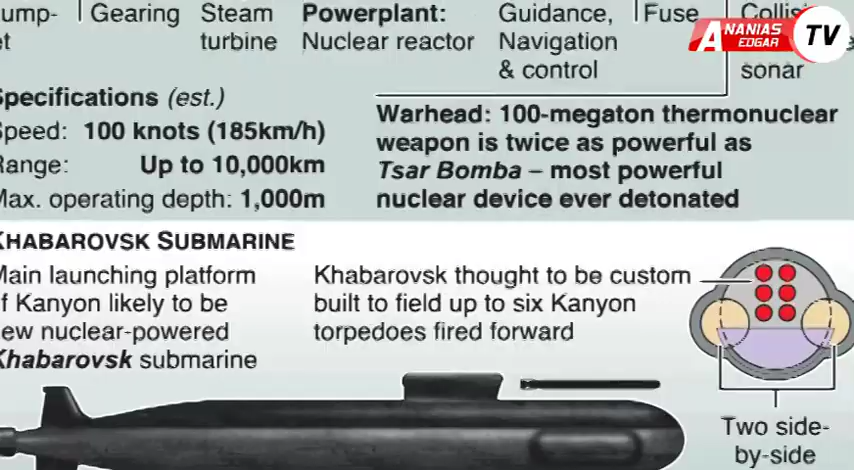 ump-
Gearing
Steam
Powerplant:
Guidance,
Fuse
et
turbine
Nuclear reactor
Navigation
& control
sonar
ANANIAS
EDGAR
TV
Specifications (est.)
Speed: 100 knots (185km/h)
Range: Up to 10,000km
Max. operating depth: 1,000m
Warhead: 100-megaton thermonuclear
weapon is twice as powerful as
Tsar Bomba – most powerful
nuclear device ever detonated
KHABAROVSK SUBMARINE
Main launching platform
of Kanyon likely to be
new nuclear-powered
Khabarovsk submarine
Khabarovsk thought to be custom
built to field up to six Kanyon
torpedoes fired forward
Two side-
by-side